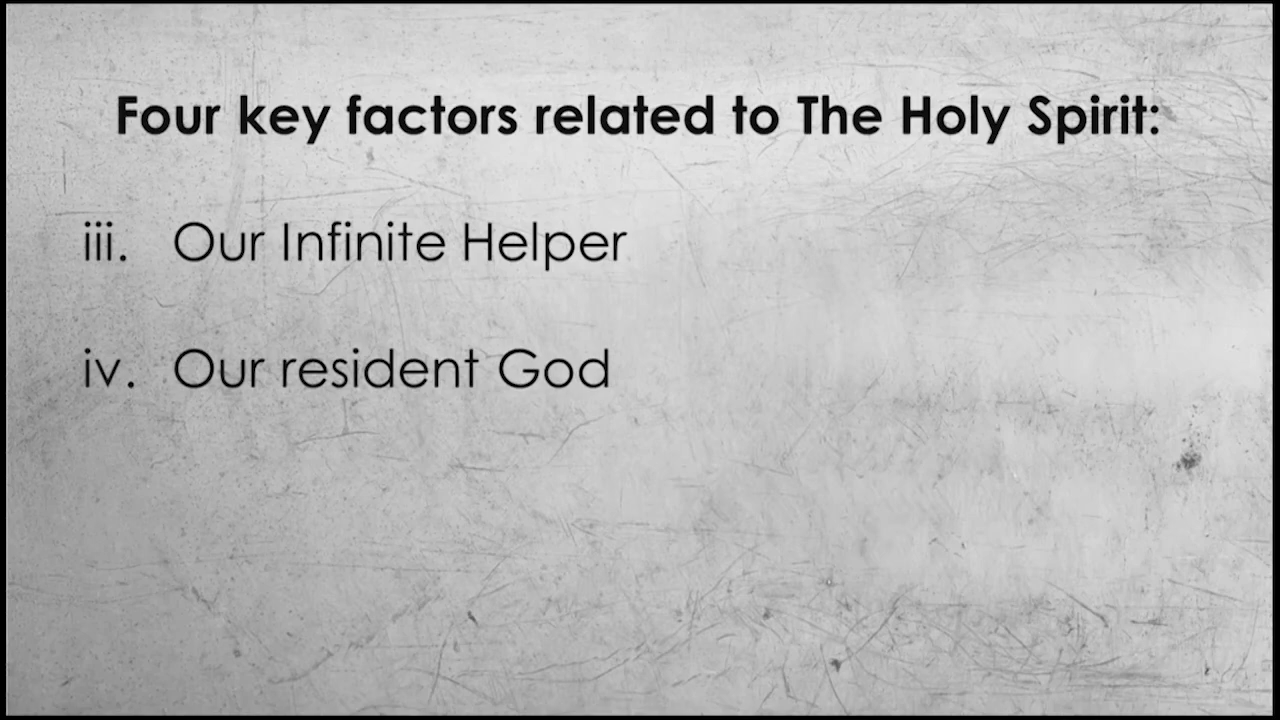 Four key factors related to The Holy Spirit:
iii. Our Infinite Helper
iv. Our resident God